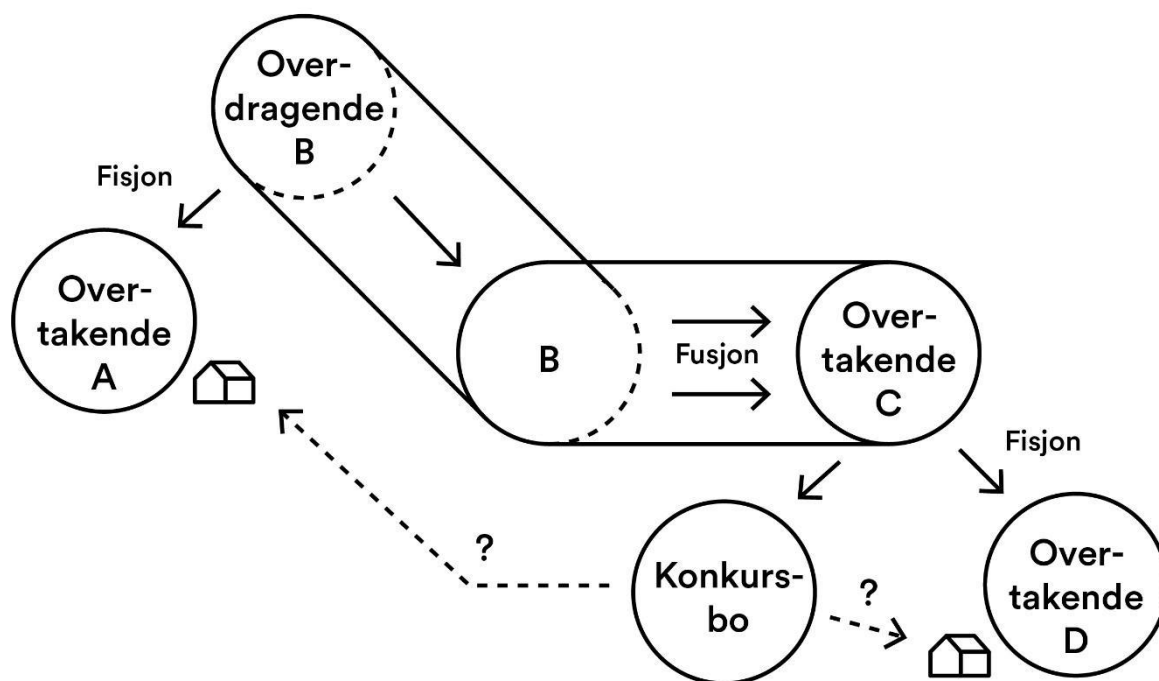 Over-
dragende
B
Fisjon
Over-
takende
A
B
Fusjon
Over-
takende
C
Fisjon
?
Konkurs-
bo
?
Over-
takende
D